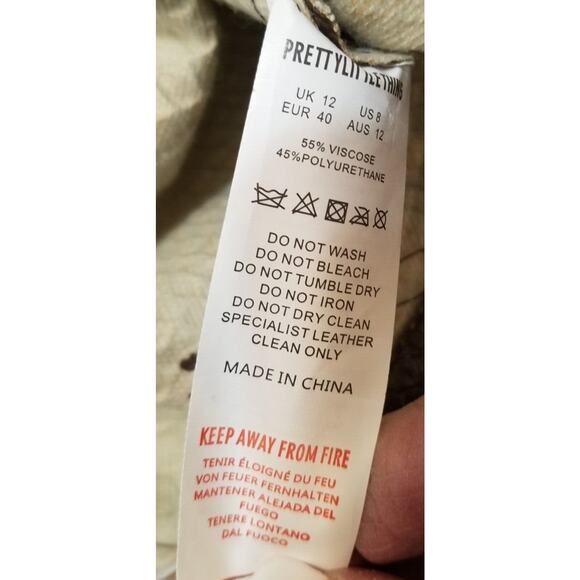 PRETTYLITTLETHING
UK 12 US 8
EUR 40 AUS 12
55% VISCOSE
45%POLYURETHANE
DO NOT WASH
DO NOT BLEACH
DO NOT TUMBLE DRY
DO NOT IRON
DO NOT DRY CLEAN
SPECIALIST LEATHER
CLEAN ONLY
MADE IN CHINA
KEEP AWAY FROM FIRE
TENIR ÉLOIGNÉ DU FEU
VON FEUER FERNHALTEN
MANTENER ALEJADA DEL
FUEGO
TENERE LONTANO
DAL FUOCO